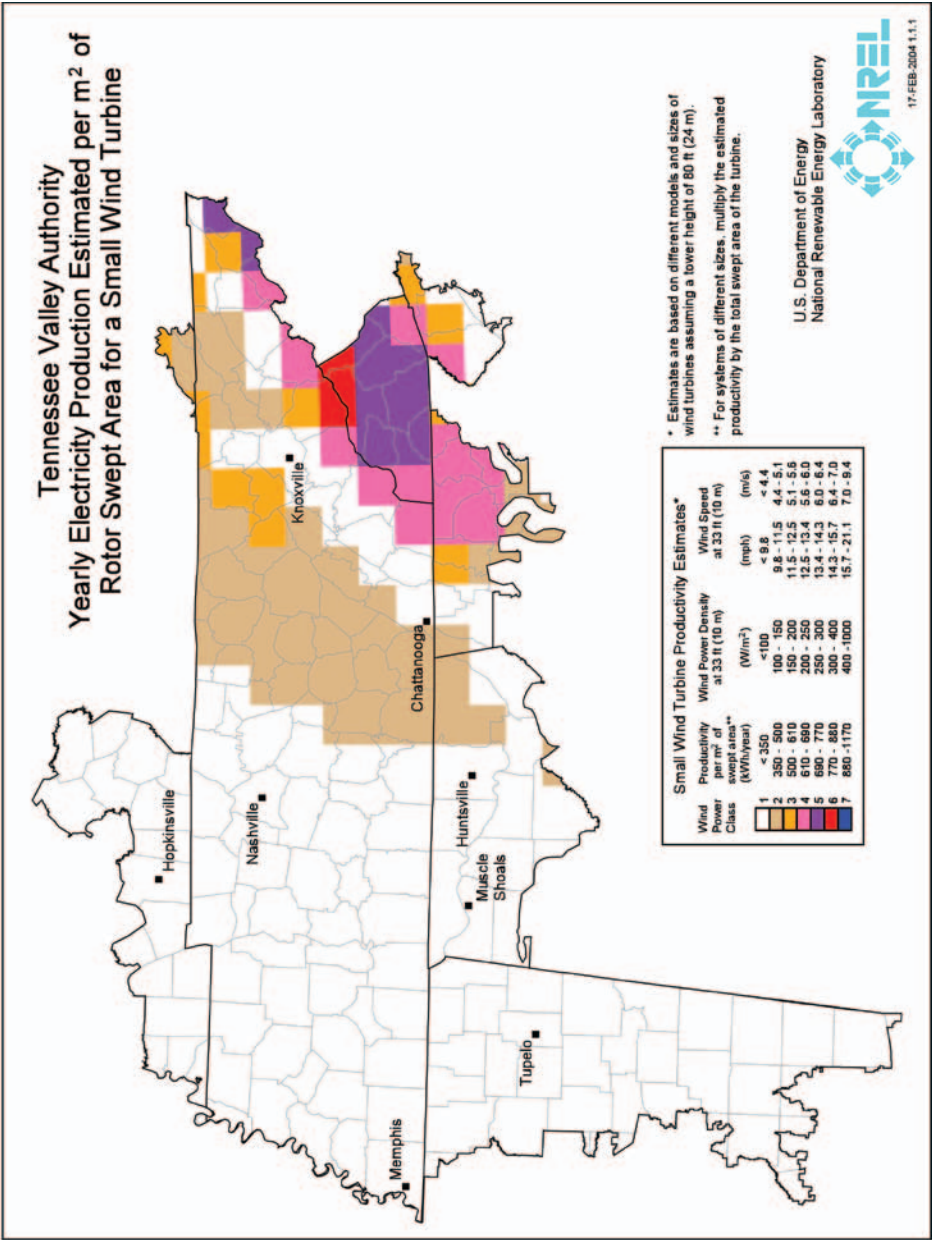 Tennessee Valley Authority
Yearly Electricity Production Estimated per m² of
Rotor Swept Area for a Small Wind Turbine
Hopkinsville
Nashville
Knoxville
Memphis
Chattanooga
Huntsville
Muscle
Shoals
Tupelo
Small Wind Turbine Productivity Estimates*
Wind Productivity Wind Power Density Wind Speed
Power per m² of at 33 ft (10 m) at 33 ft (10 m)
Class swept area**
(kWh/year) (W/m²) (mph) (m/s)
1 < 350 <100 < 9.8 < 4.4
2 350 - 500 100 - 150 9.8 - 11.5 4.4 - 5.1
3 500 - 610 150 - 200 11.5 - 12.5 5.1 - 5.6
4 610 - 690 200 - 250 12.5 - 13.4 5.6 - 6.0
5 690 - 770 250 - 300 13.4 - 14.3 6.0 - 6.4
6 770 - 880 300 - 400 14.3 - 15.7 6.4 - 7.0
7 880 -1170 400 -1000 15.7 - 21.1 7.0 - 9.4
* Estimates are based on different models and sizes of
wind turbines assuming a tower height of 80 ft (24 m).
** For systems of different sizes, multiply the estimated
productivity by the total swept area of the turbine.
U.S. Department of Energy
National Renewable Energy Laboratory
NREL
17-FEB-2004 1.1.1